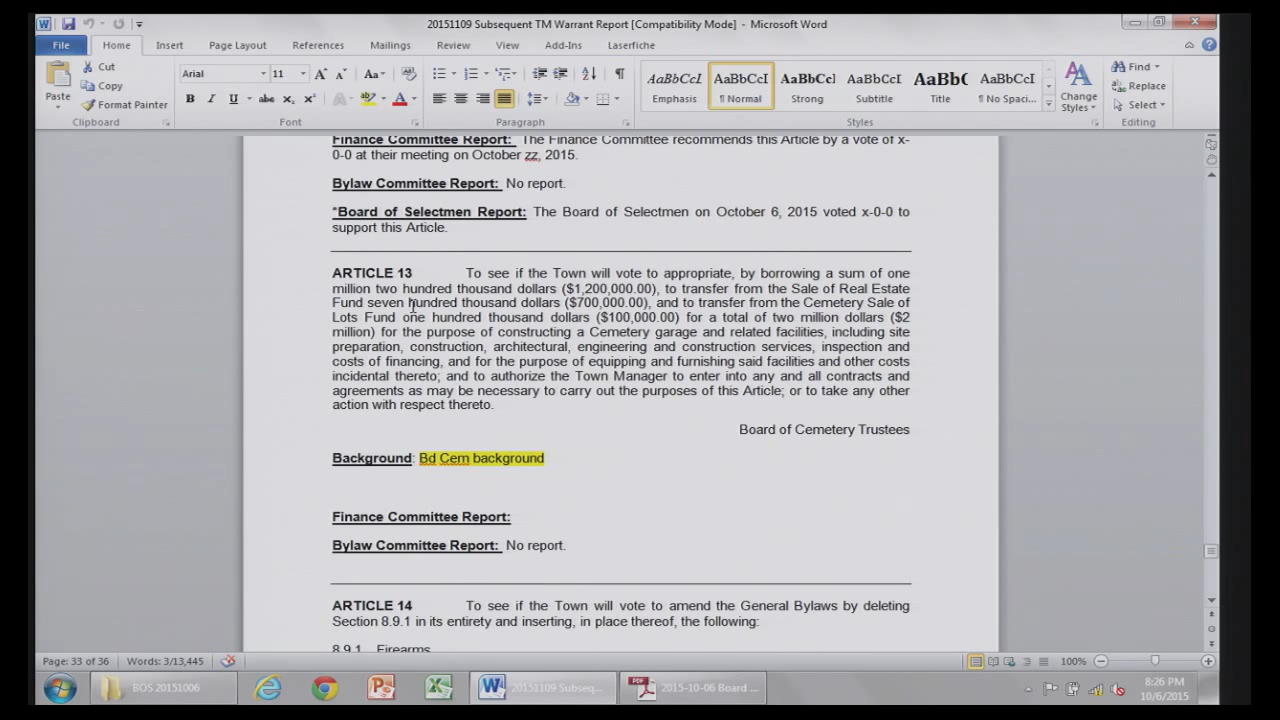 20151109 Subsequent TM Warrant Report [Compatibility Mode] - Microsoft Word
File Home Insert Page Layout References Mailings Review View Add-Ins Laserfiche
Paste Cut Copy Format Painter
Clipboard
Arial 11
Font
Paragraph
AaBbCcI Emphasis
AaBbCcI ¶ Normal
AaBbCcI Strong
AaBbCcI Subtitle
AaBb( Title
AaBbCcI ¶ No Spaci...
Change Styles
Styles
Find
Replace
Select
Editing
Finance Committee Report: The Finance Committee recommends this Article by a vote of x-
0-0 at their meeting on October zz, 2015.
Bylaw Committee Report: No report.
*Board of Selectmen Report: The Board of Selectmen on October 6, 2015 voted x-0-0 to
support this Article.
ARTICLE 13 To see if the Town will vote to appropriate, by borrowing a sum of one
million two hundred thousand dollars ($1,200,000.00), to transfer from the Sale of Real Estate
Fund seven hundred thousand dollars ($700,000.00), and to transfer from the Cemetery Sale of
Lots Fund one hundred thousand dollars ($100,000.00) for a total of two million dollars ($2
million) for the purpose of constructing a Cemetery garage and related facilities, including site
preparation, construction, architectural, engineering and construction services, inspection and
costs of financing, and for the purpose of equipping and furnishing said facilities and other costs
incidental thereto; and to authorize the Town Manager to enter into any and all contracts and
agreements as may be necessary to carry out the purposes of this Article; or to take any other
action with respect thereto.
Board of Cemetery Trustees
Background: Bd Cem background
Finance Committee Report:
Bylaw Committee Report: No report.
ARTICLE 14 To see if the Town will vote to amend the General Bylaws by deleting
Section 8.9.1 in its entirety and inserting, in place thereof, the following:
8.9.1 Firearms
Page: 33 of 36 Words: 3/13,445 100%
BOS 20151006 20151109 Subseq... 2015-10-06 Board ...
8:26 PM
10/6/2015